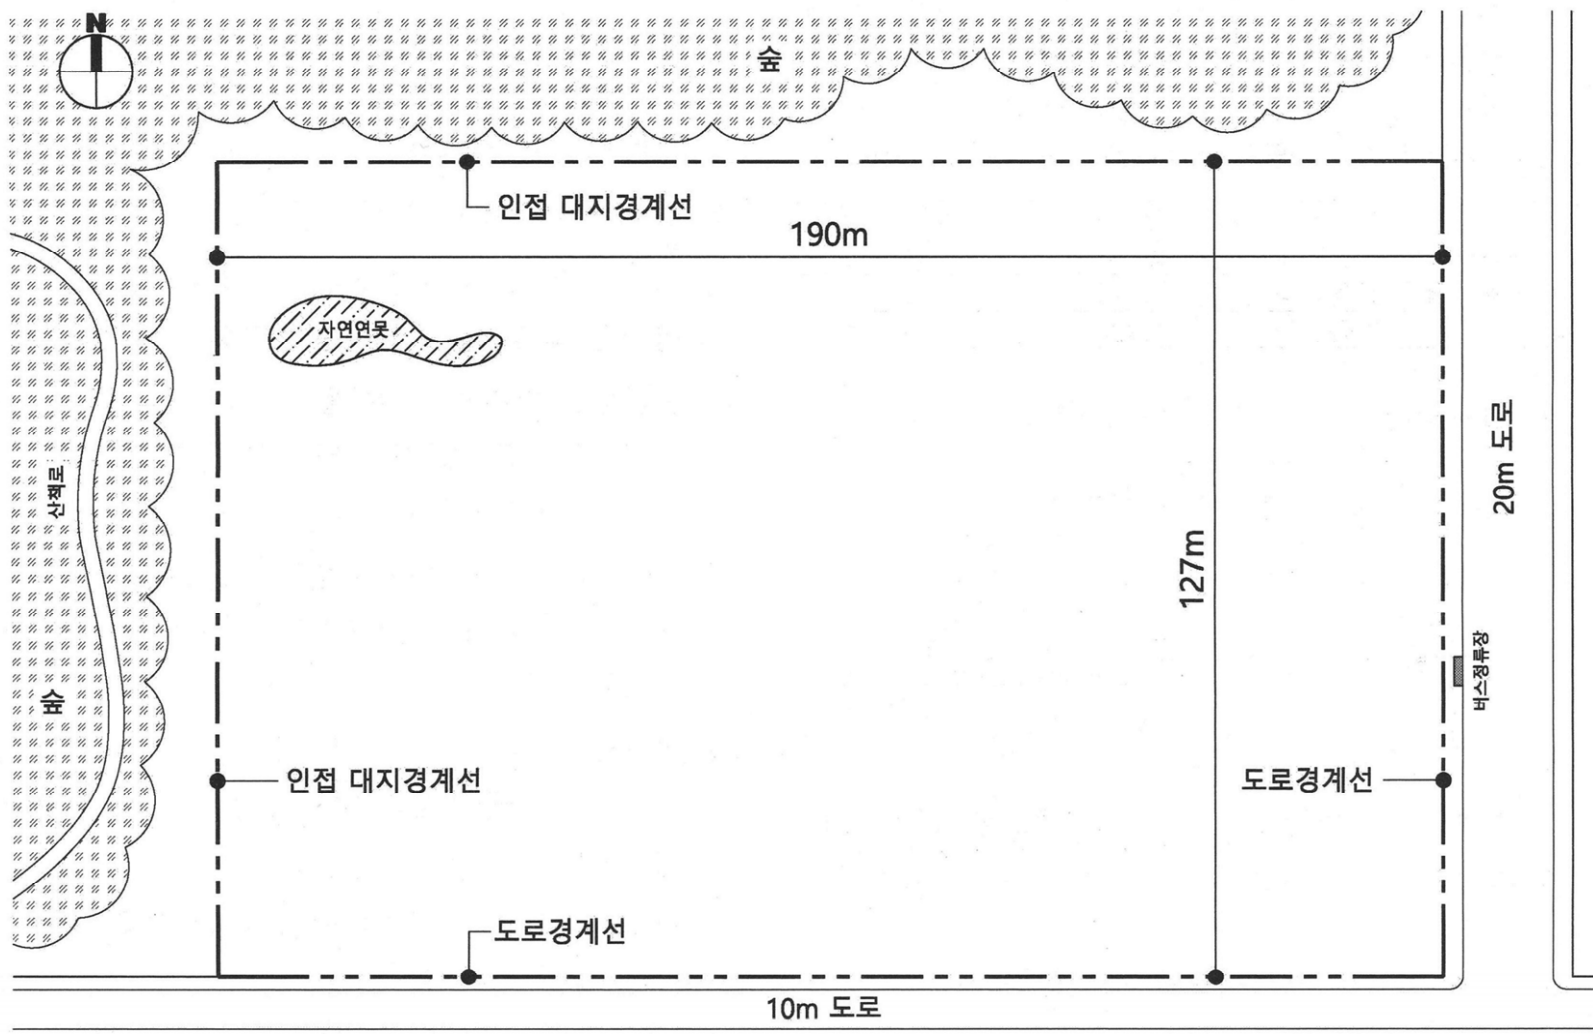 N
숲
인접 대지경계선
190m
자연연못
20m 도로
산책로
127m
버스정류장
숲
인접 대지경계선
도로경계선
도로경계선
10m 도로